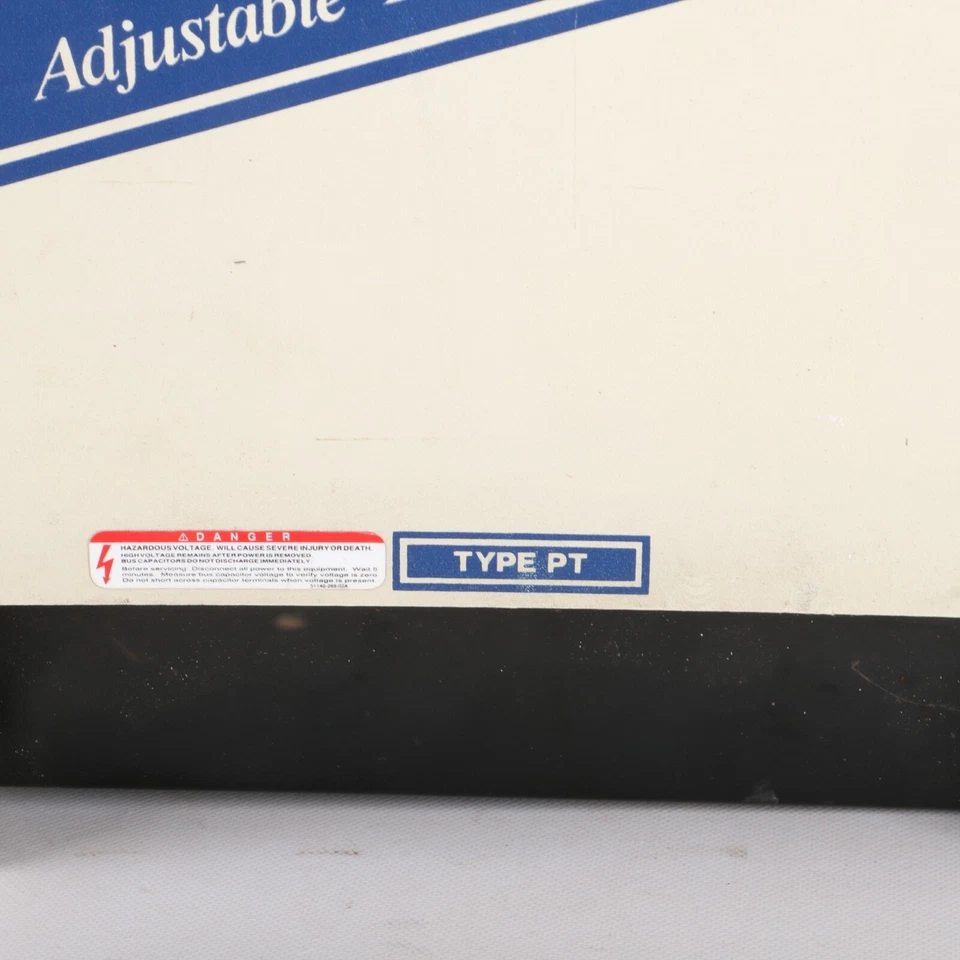 Adjustable
DANGER
HAZARDOUS VOLTAGE. WILL CAUSE SEVERE INJURY OR DEATH.
HIGH VOLTAGE REMAINS AFTER POWER IS REMOVED
BUS CAPACITORS DO NOT DISCHARGE IMMEDIATELY.
Before servicing: Disconnect all power to this equipment. Wait 5
minutes. Measure bus capacitor voltage to verify voltage is zero
Do not short across capacitor terminals when voltage is present.
TYPE PT